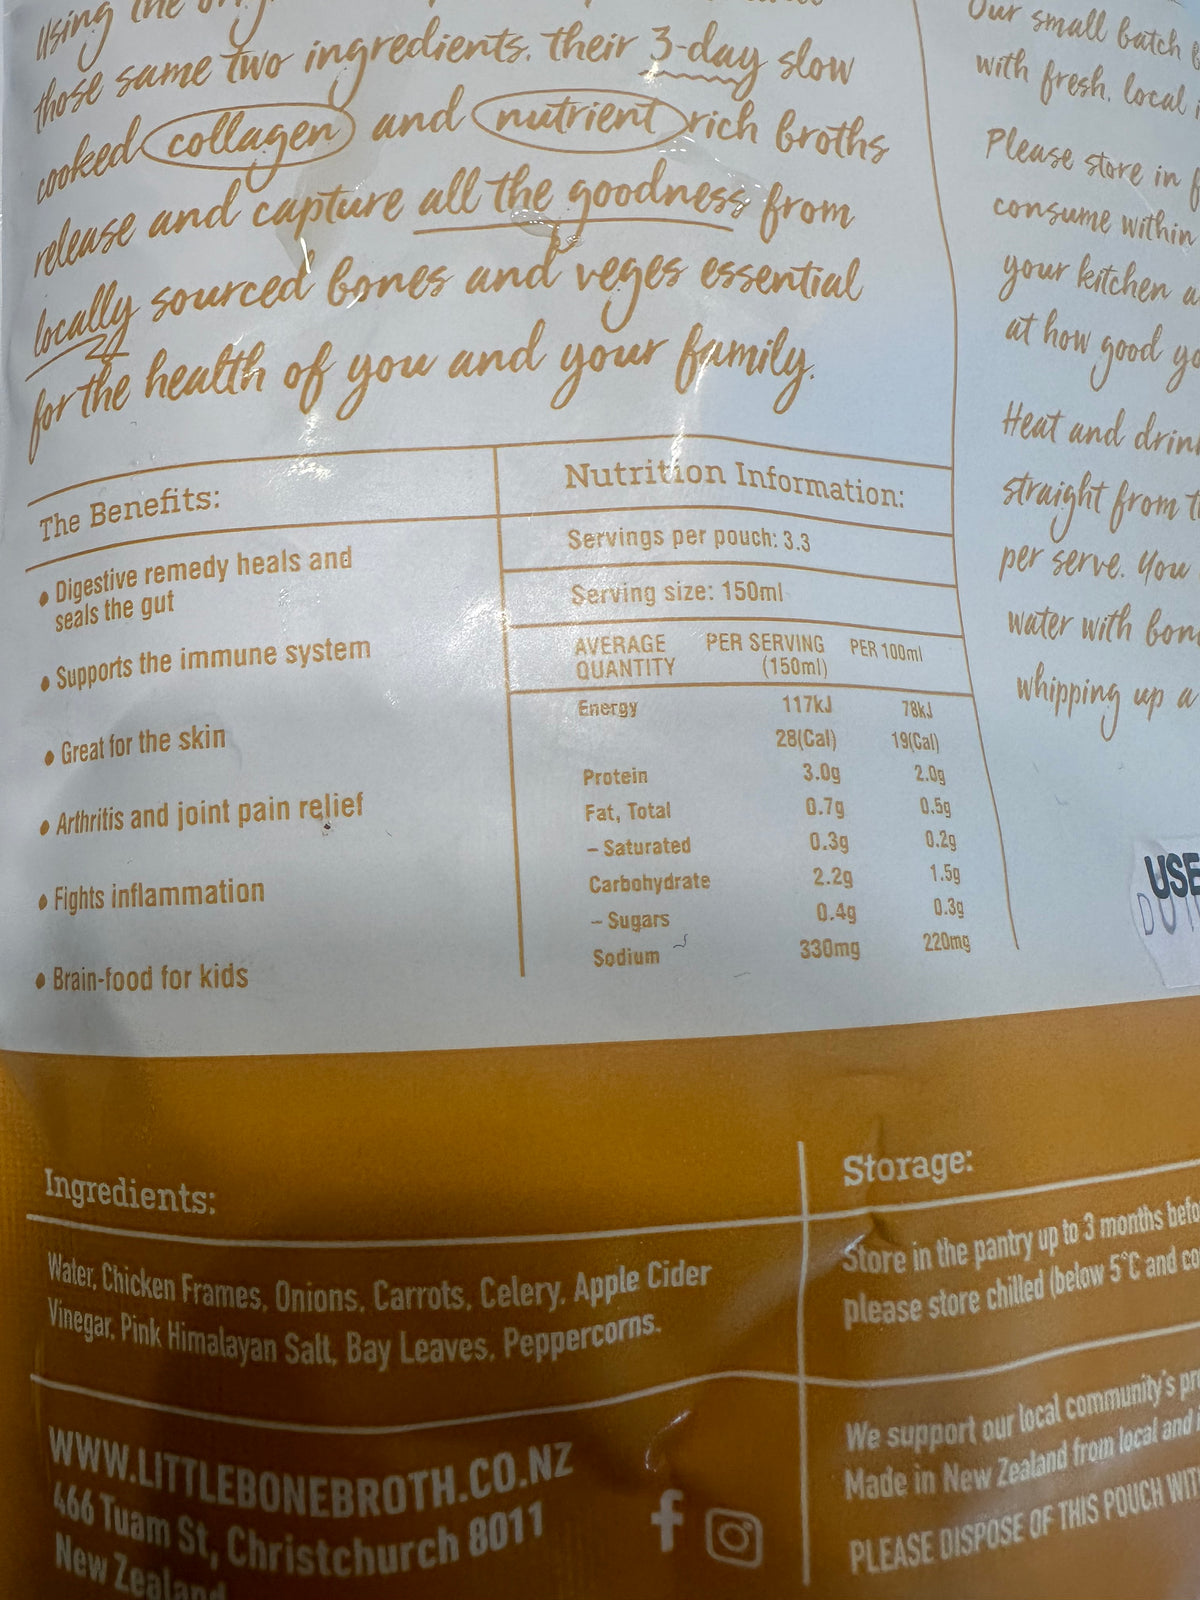 using the
those same two ingredients, their 3-day slow
cooked collagen and nutrient rich broths
release and capture all the goodness from
locally sourced bones and veges essential
for the health of you and your family.
Our small batch
with fresh, local
Please store in
consume within
your kitchen
at how good
Heat and
straight from
per serve. You
water with
whipping up a
The Benefits:
• Digestive remedy heals and
seals the gut
• Supports the immune system
• Great for the skin
• Arthritis and joint pain relief
• Fights inflammation
• Brain-food for kids
Nutrition Information:
Servings per pouch: 3.3
Serving size: 150ml
AVERAGE QUANTITY PER SERVING (150ml) PER 100ml
Energy 117kJ 78kJ
28(Cal) 19(Cal)
Protein 3.0g 2.0g
Fat, Total 0.7g 0.5g
– Saturated 0.3g 0.2g
Carbohydrate 2.2g 1.5g
– Sugars 0.4g 0.3g
Sodium 330mg 220mg
USE
Ingredients:
Water, Chicken Frames, Onions, Carrots, Celery, Apple Cider
Vinegar, Pink Himalayan Salt, Bay Leaves, Peppercorns.
WWW.LITTLEBONEBROTH.CO.NZ
466 Tuam St, Christchurch 8011
New Zealand
Storage:
Store in the pantry up to 3 months
please store chilled (below 5°C and
We support our local community's
Made in New Zealand from local and
PLEASE DISPOSE OF THIS POUCH